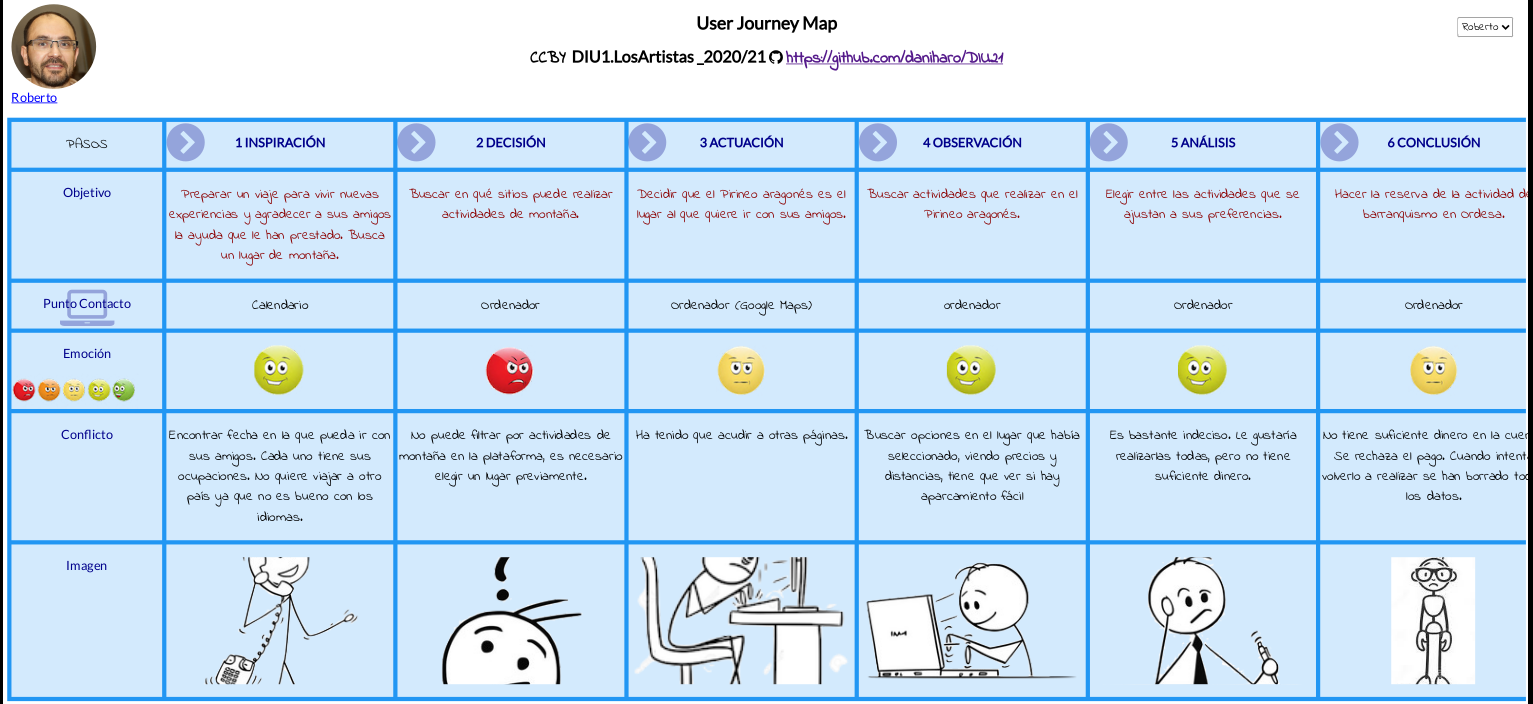 User Journey Map
Roberto
CCBY DIU1.LosArtistas _2020/21 https://github.com/daniharo/DIU21
Roberto
PASOS
1 INSPIRACIÓN
2 DECISIÓN
3 ACTUACIÓN
4 OBSERVACIÓN
5 ANÁLISIS
6 CONCLUSIÓN
Objetivo
Preparar un viaje para vivir nuevas
experiencias y agradecer a sus amigos
la ayuda que le han prestado. Busca
un lugar de montaña.
Buscar en qué sitios puede realizar
actividades de montaña.
Decidir que el Pirineo aragonés es el
lugar al que quiere ir con sus amigos.
Buscar actividades que realizar en el
Pirineo aragonés.
Elegir entre las actividades que se
ajustan a sus preferencias.
Hacer la reserva de la actividad de
barranquismo en Ordesa.
Punto Contacto
Calendario
Ordenador
Ordenador (Google Maps)
ordenador
Ordenador
Ordenador
Emoción
Conflicto
Encontrar fecha en la que pueda ir con
sus amigos. Cada uno tiene sus
ocupaciones. No quiere viajar a otro
país ya que no es bueno con los
idiomas.
No puede filtrar por actividades de
montaña en la plataforma, es necesario
elegir un lugar previamente.
Ha tenido que acudir a otras páginas.
Buscar opciones en el lugar que había
seleccionado, viendo precios y
distancias, tiene que ver si hay
aparcamiento fácil
Es bastante indeciso. Le gustaría
realizarlas todas, pero no tiene
suficiente dinero.
No tiene suficiente dinero en la
Se rechaza el pago. Cuando
volverlo a realizar se han borrado
los datos.
Imagen